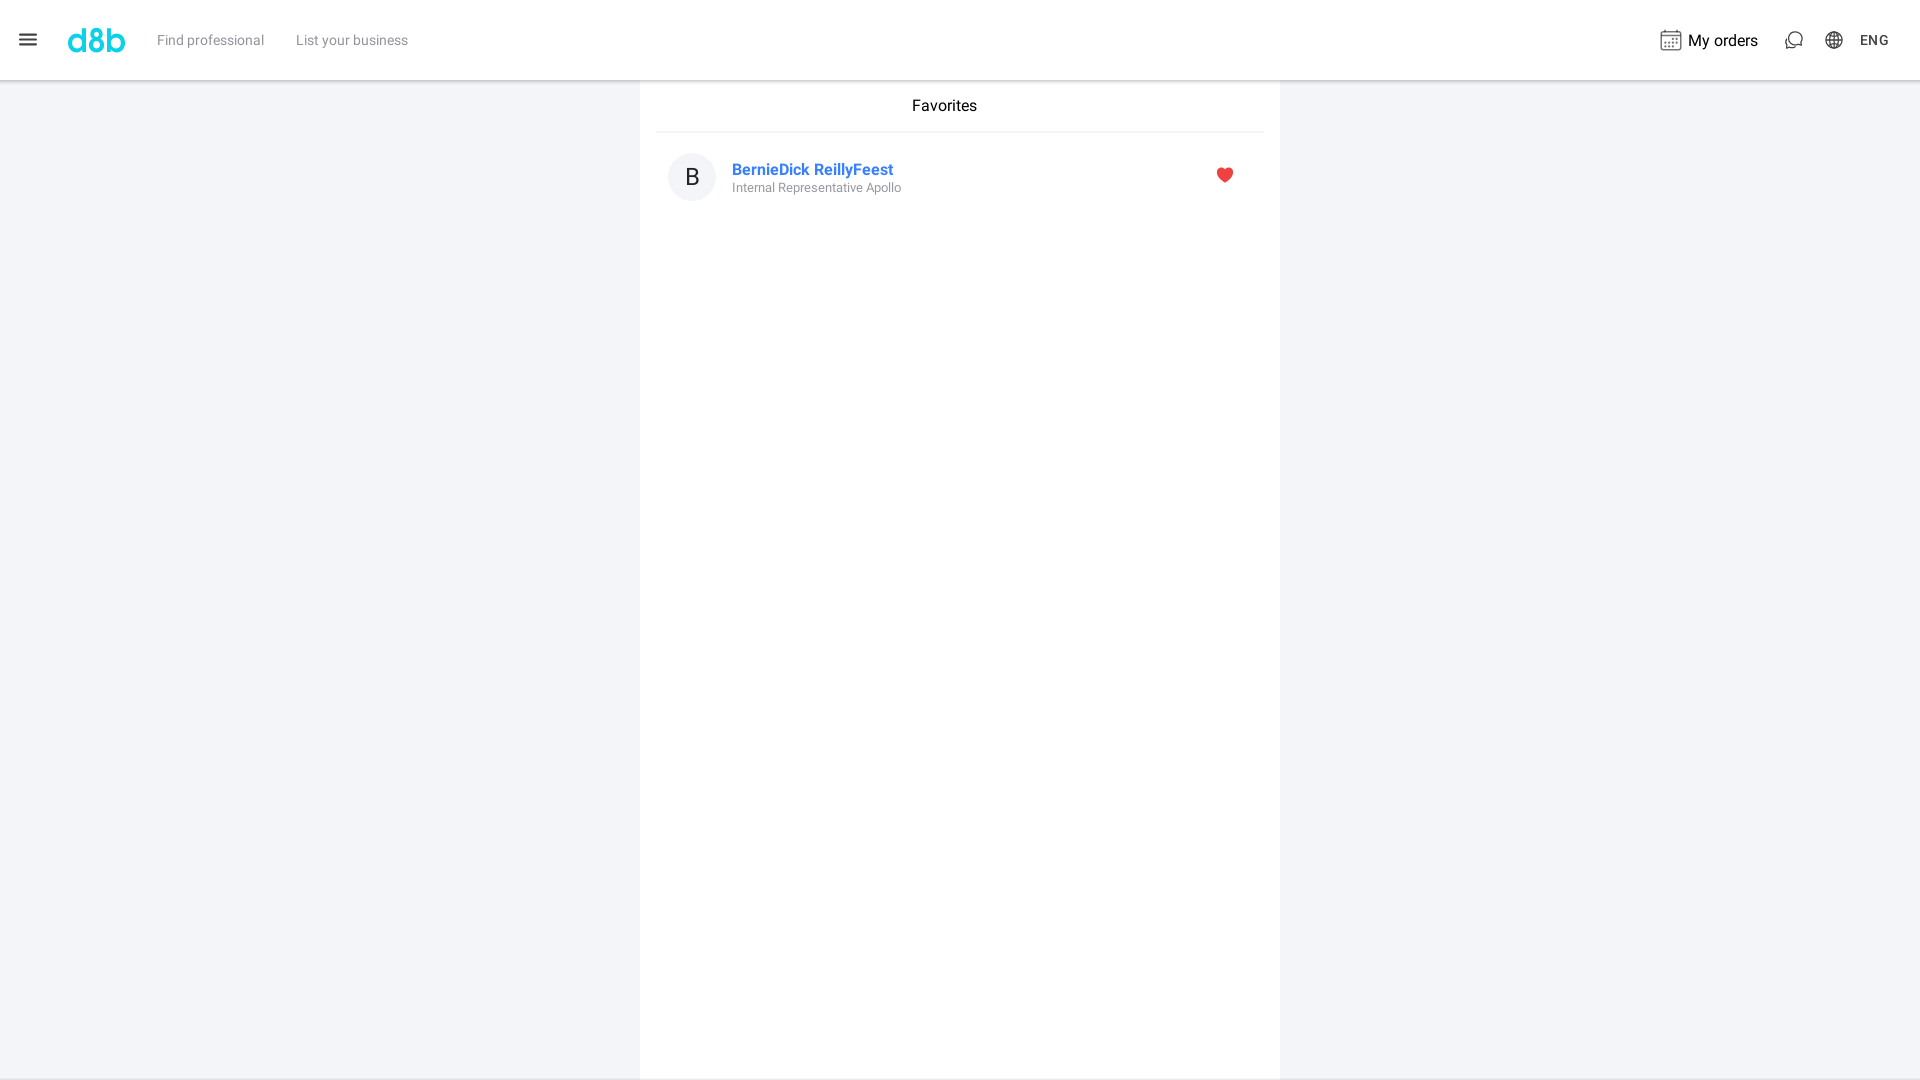 d8b
Find professional
List your business
My orders
ENG
Favorites
B
BernieDick ReillyFeest
Internal Representative Apollo